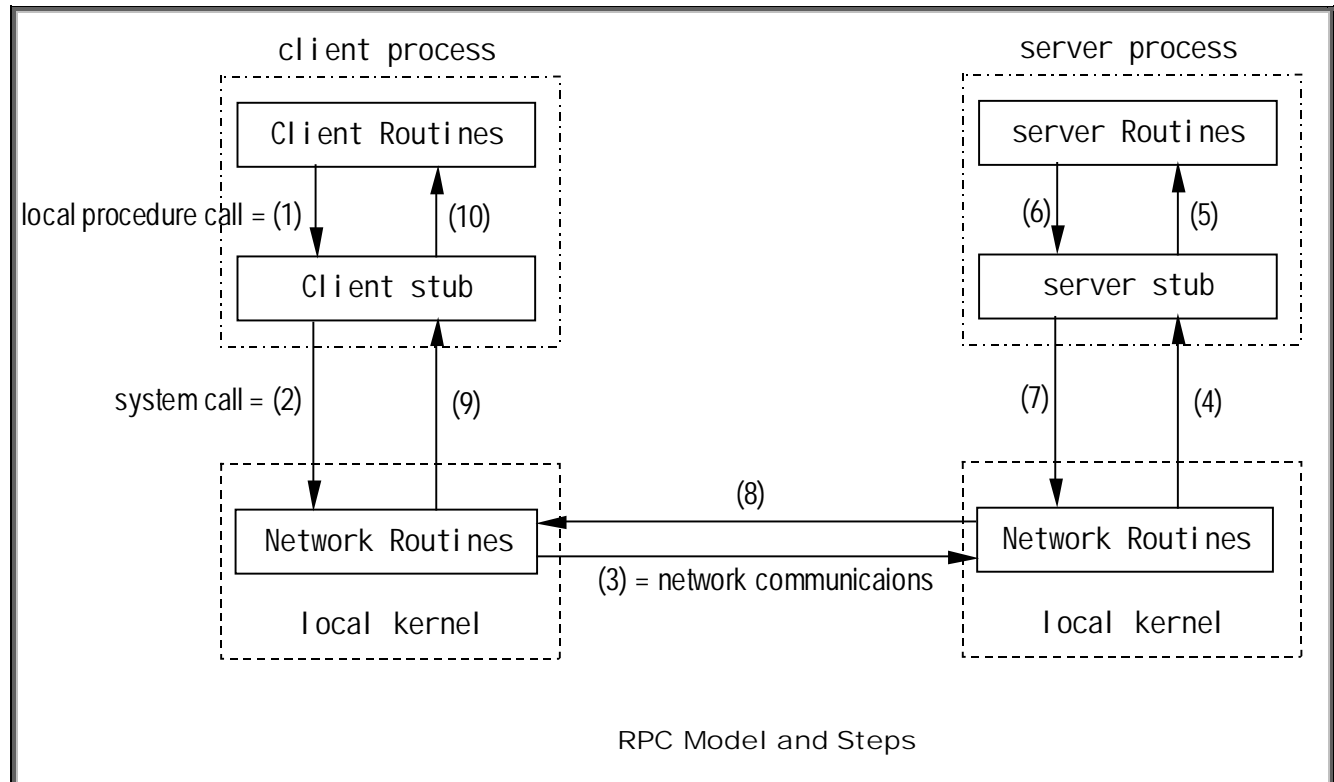 client process
server process
Client Routines
server Routines
local procedure call = (1)
(10)
(6)
(5)
Client stub
server stub
system call = (2)
(9)
(7)
(4)
(8)
Network Routines
Network Routines
(3) = network communicaions
local kernel
local kernel
RPC Model and Steps